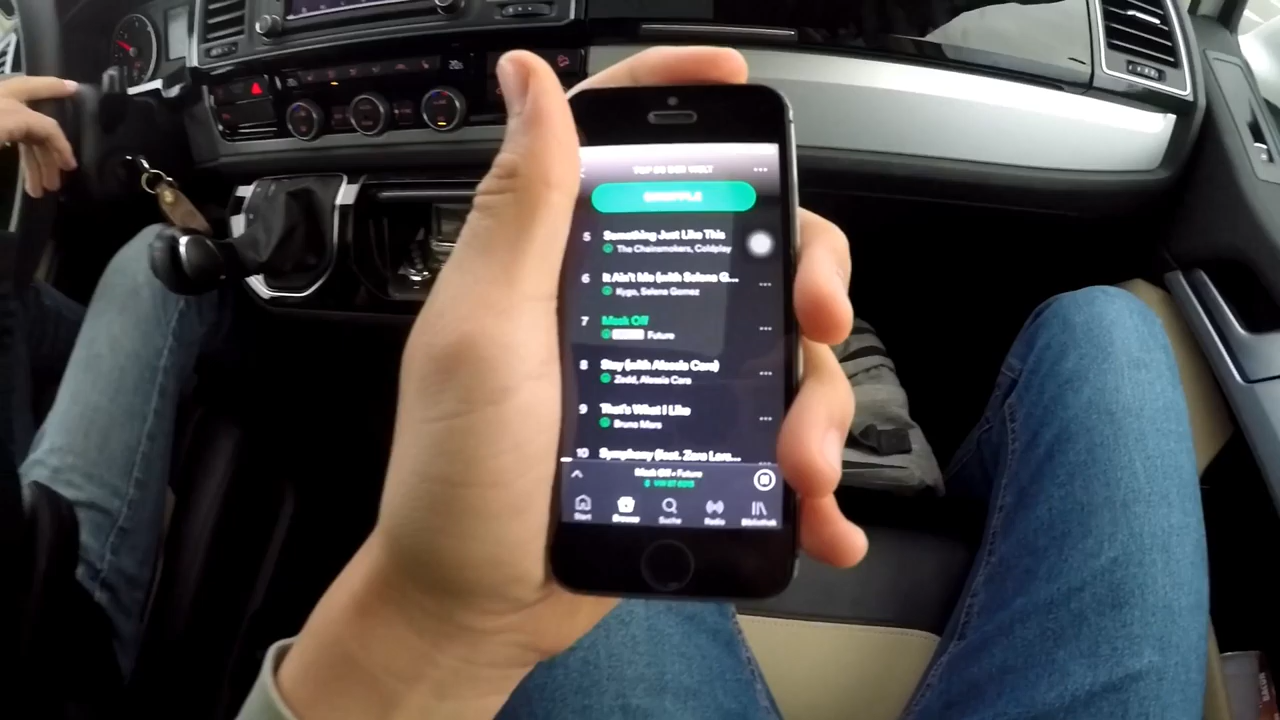 TOP 50 DER WELT
SHUFFLE
5 Something Just Like This
The Chainsmokers, Coldplay
6 It Ain't Me (with Selena G...
Kygo, Selena Gomez
7 Mask Off
Future
8 Stay (with Alessia Cara)
Zedd, Alessia Cara
9 That's What I Like
Bruno Mars
10 Symphony (feat. Zara Lars...
Mask Off • Future
Start Browse Suche Radio Bibliothek